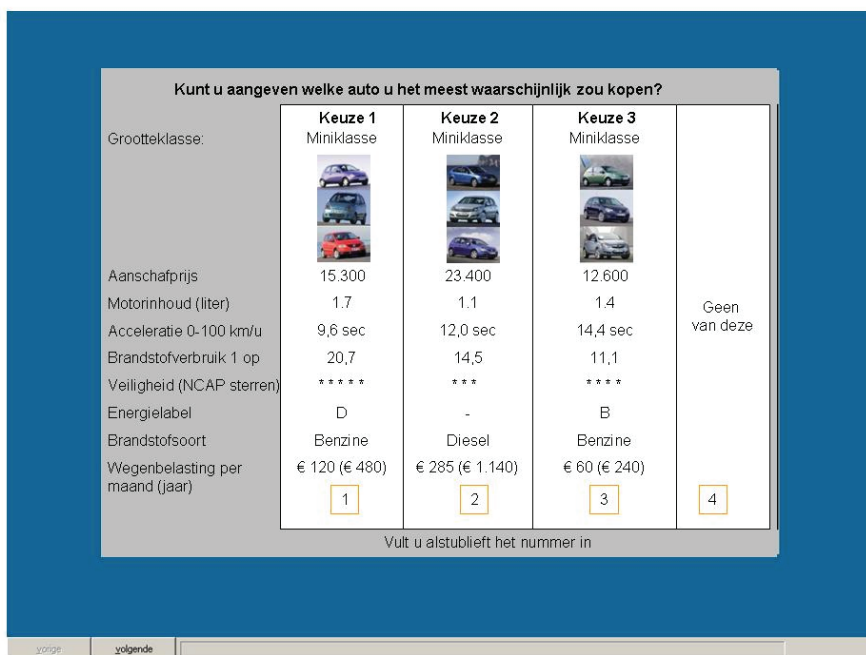 Kunt u aangeven welke auto u het meest waarschijnlijk zou kopen?
Keuze 1 Keuze 2 Keuze 3
Grootteklasse: Miniklasse Miniklasse Miniklasse
Aanschafprijs 15.300 23.400 12.600
Motorinhoud (liter) 1.7 1.1 1.4
Geen van deze
Acceleratie 0-100 km/u 9,6 sec 12,0 sec 14,4 sec
Brandstofverbruik 1 op 20,7 14,5 11,1
Veiligheid (NCAP sterren) * * * * * * * * * * * *
Energielabel D - B
Brandstofsoort Benzine Diesel Benzine
Wegenbelasting per maand (jaar) € 120 (€ 480) € 285 (€ 1.140) € 60 (€ 240)
1 2 3 4
Vult u alstublieft het nummer in
vorige volgende